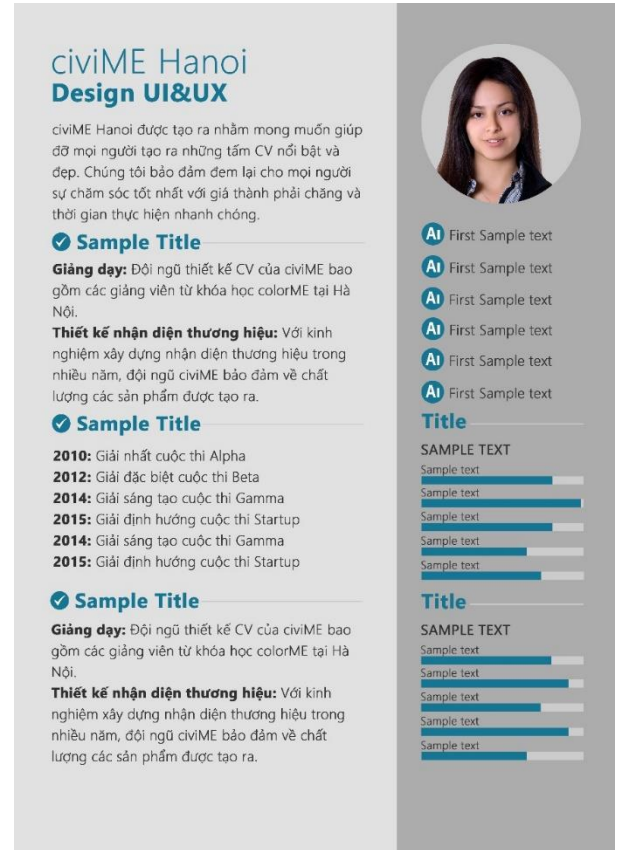 civiME Hanoi
Design UI&UX
civiME Hanoi được tạo ra nhằm mong muốn giúp
đỡ mọi người tạo ra những tấm CV nổi bật và
đẹp. Chúng tôi bảo đảm đem lại cho mọi người
sự chăm sóc tốt nhất với giá thành phải chăng và
thời gian thực hiện nhanh chóng.
Sample Title
Giảng dạy: Đội ngũ thiết kế CV của civiME bao
gồm các giảng viên từ khóa học colorME tại Hà
Nội.
Thiết kế nhận diện thương hiệu: Với kinh
nghiệm xây dựng nhận diện thương hiệu trong
nhiều năm, đội ngũ civiME bảo đảm về chất
lượng các sản phẩm được tạo ra.
Sample Title
2010: Giải nhất cuộc thi Alpha
2012: Giải đặc biệt cuộc thi Beta
2014: Giải sáng tạo cuộc thi Gamma
2015: Giải định hướng cuộc thi Startup
2014: Giải sáng tạo cuộc thi Gamma
2015: Giải định hướng cuộc thi Startup
Sample Title
Giảng dạy: Đội ngũ thiết kế CV của civiME bao
gồm các giảng viên từ khóa học colorME tại Hà
Nội.
Thiết kế nhận diện thương hiệu: Với kinh
nghiệm xây dựng nhận diện thương hiệu trong
nhiều năm, đội ngũ civiME bảo đảm về chất
lượng các sản phẩm được tạo ra.
AI First Sample text
AI First Sample text
AI First Sample text
AI First Sample text
AI First Sample text
AI First Sample text
Title
SAMPLE TEXT
Sample text
Sample text
Sample text
Sample text
Sample text
Title
SAMPLE TEXT
Sample text
Sample text
Sample text
Sample text
Sample text